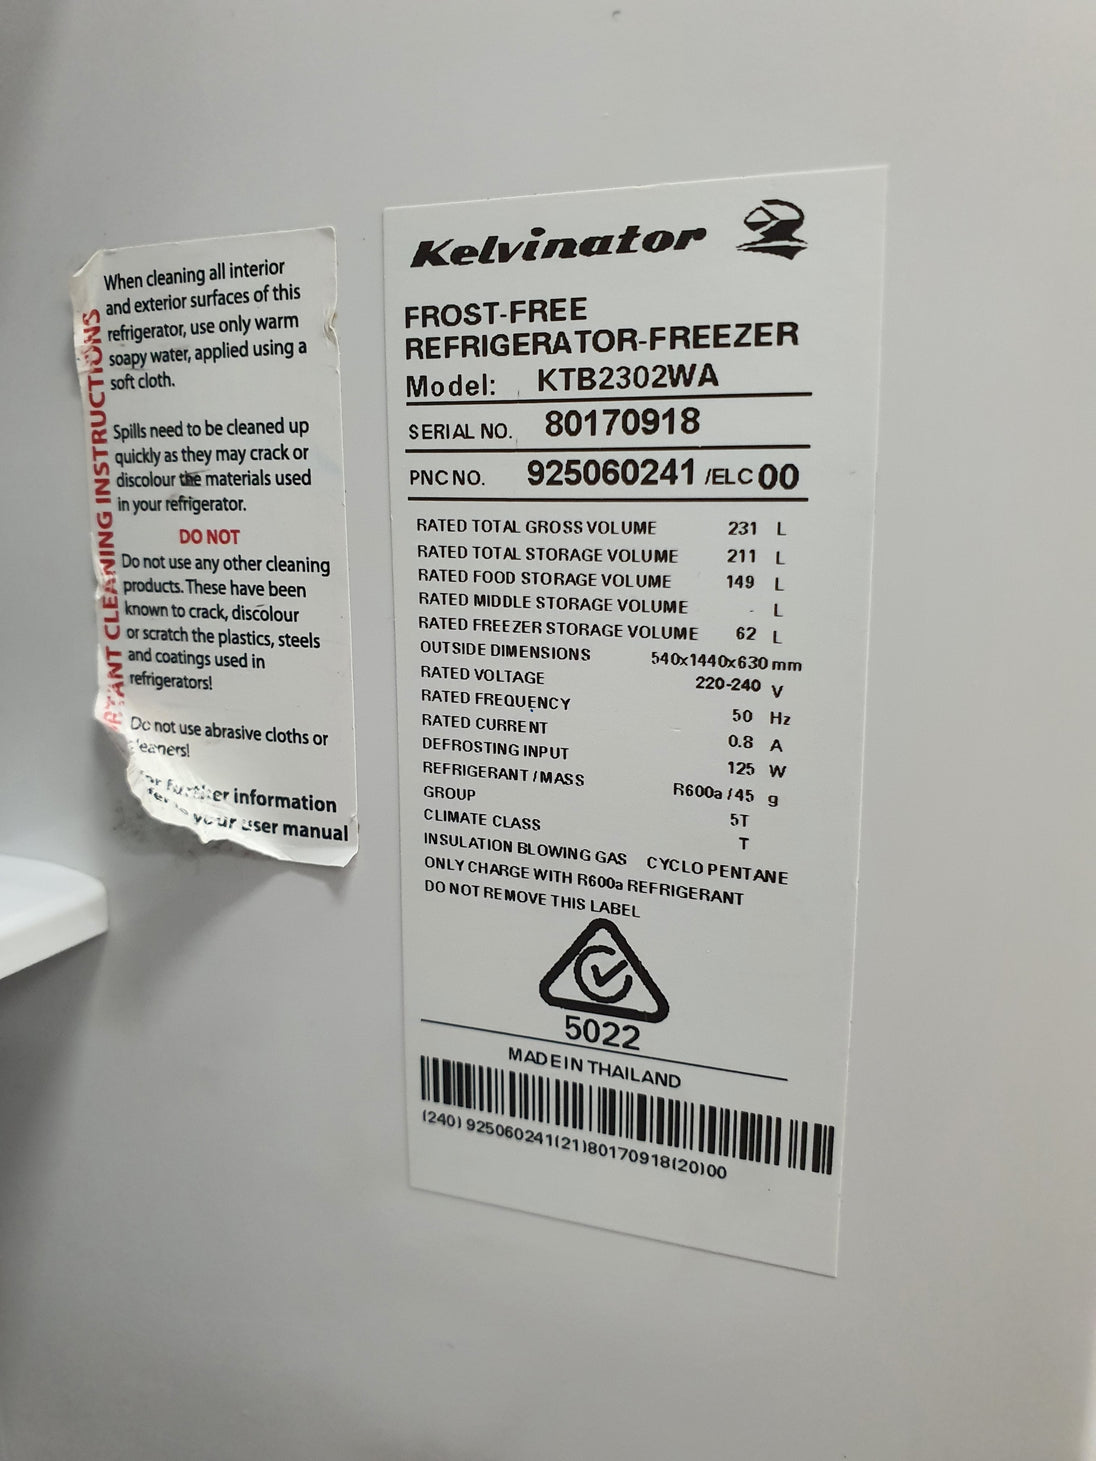 When cleaning all interior
and exterior surfaces of this
refrigerator, use only warm
soapy water, applied using a
soft cloth.
Spills need to be cleaned up
quickly as they may crack or
discolour the materials used
in your refrigerator.
DO NOT
Do not use any other cleaning
products. These have been
known to crack, discolour
or scratch the plastics, steels
and coatings used in
refrigerators!
Do not use abrasive cloths or
cleaners!
further information
your user manual
CLEANING INSTRUCTIONS
Kelvinator
FROST-FREE
REFRIGERATOR-FREEZER
Model: KTB2302WA
SERIAL NO. 80170918
PNC NO. 925060241 /ELC 00
RATED TOTAL GROSS VOLUME 231 L
RATED TOTAL STORAGE VOLUME 211 L
RATED FOOD STORAGE VOLUME 149 L
RATED MIDDLE STORAGE VOLUME - L
RATED FREEZER STORAGE VOLUME 62 L
OUTSIDE DIMENSIONS 540x1440x630 mm
RATED VOLTAGE 220-240 V
RATED FREQUENCY 50 Hz
RATED CURRENT 0.8 A
DEFROSTING INPUT 125 W
REFRIGERANT / MASS R600a / 45 g
GROUP 5T
CLIMATE CLASS T
INSULATION BLOWING GAS CYCLO PENTANE
ONLY CHARGE WITH R600a REFRIGERANT
DO NOT REMOVE THIS LABEL
5022
MADE IN THAILAND
(240) 925060241(21)80170918(20)00